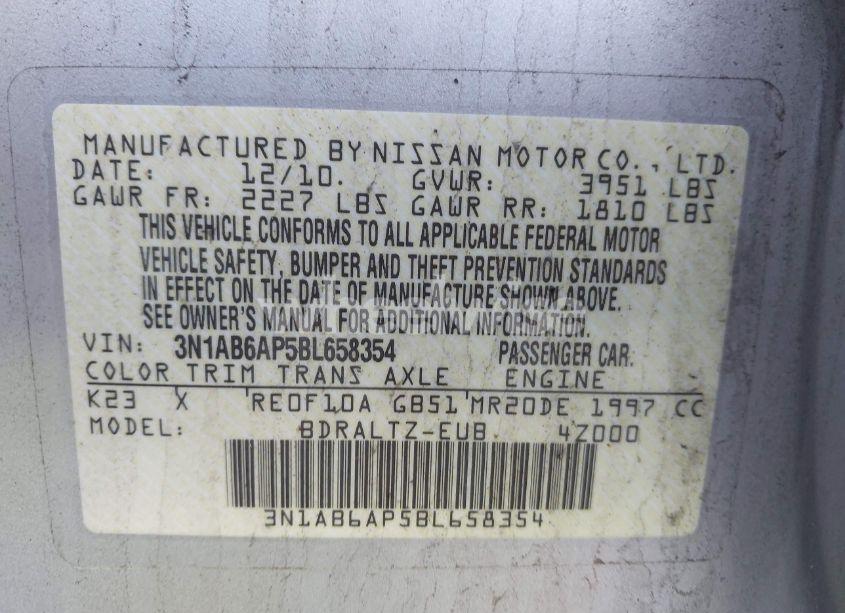 MANUFACTURED BY NISSAN MOTOR CO., LTD.
DATE: 12/10. GVWR: 3951 LBS
GAWR FR: 2227 LBS GAWR RR: 1810 LBS
THIS VEHICLE CONFORMS TO ALL APPLICABLE FEDERAL MOTOR
VEHICLE SAFETY, BUMPER AND THEFT PREVENTION STANDARDS
IN EFFECT ON THE DATE OF MANUFACTURE SHOWN ABOVE.
SEE OWNER'S MANUAL FOR ADDITIONAL INFORMATION
VIN: 3N1AB6AP5BL658354 PASSENGER CAR.
COLOR TRIM TRANS AXLE ENGINE
K23 X RE0F10A GB51 MR20DE 1997 CC
MODEL: BDRALTZ-EUB 4Z000
3N1AB6AP5BL658354